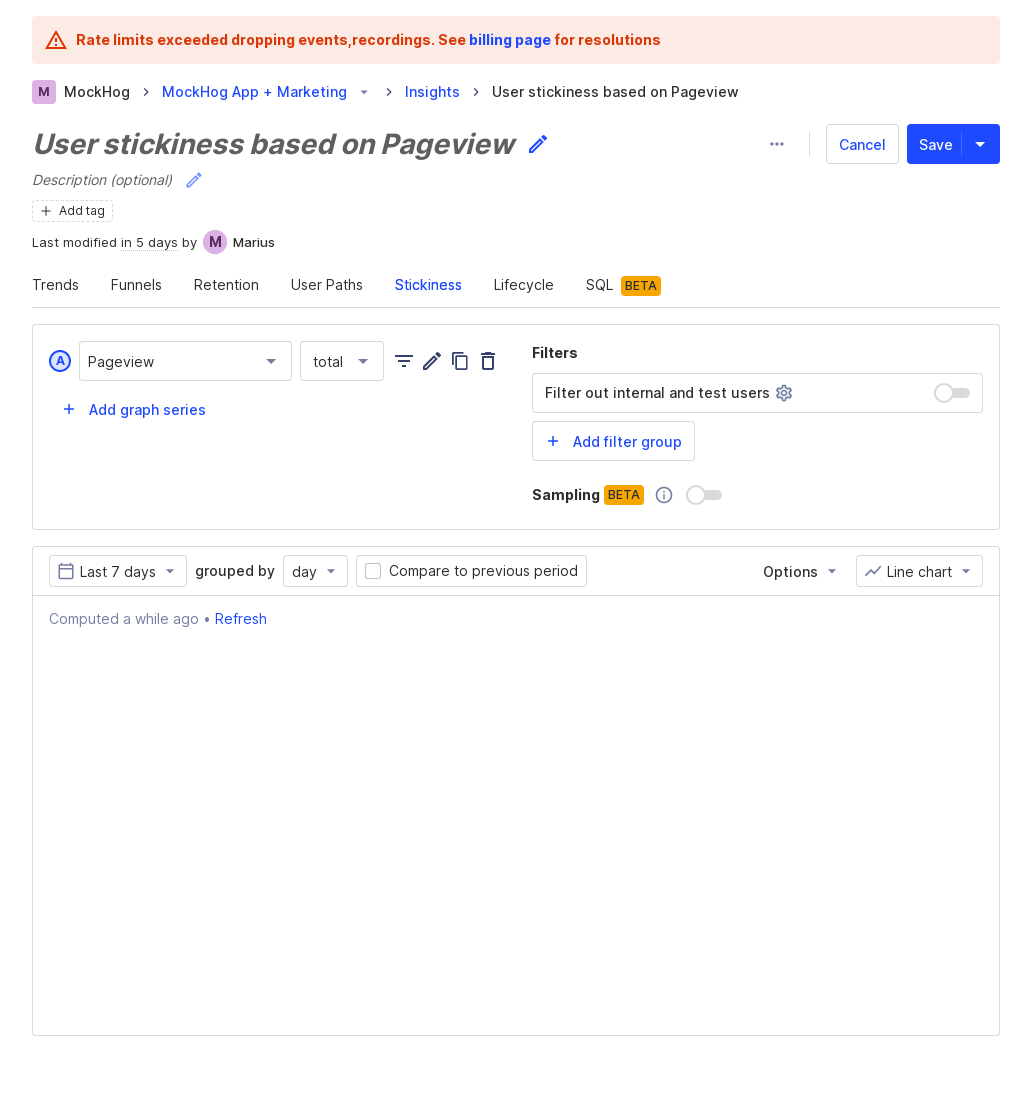 Rate limits exceeded dropping events,recordings. See billing page for resolutions
M MockHog MockHog App + Marketing Insights User stickiness based on Pageview
User stickiness based on Pageview
Cancel Save
Description (optional)
Add tag
Last modified in 5 days by M Marius
Trends Funnels Retention User Paths Stickiness Lifecycle SQL BETA
A Pageview total
Add graph series
Filters
Filter out internal and test users
Add filter group
Sampling BETA
Last 7 days grouped by day Compare to previous period Options Line chart
Computed a while ago • Refresh